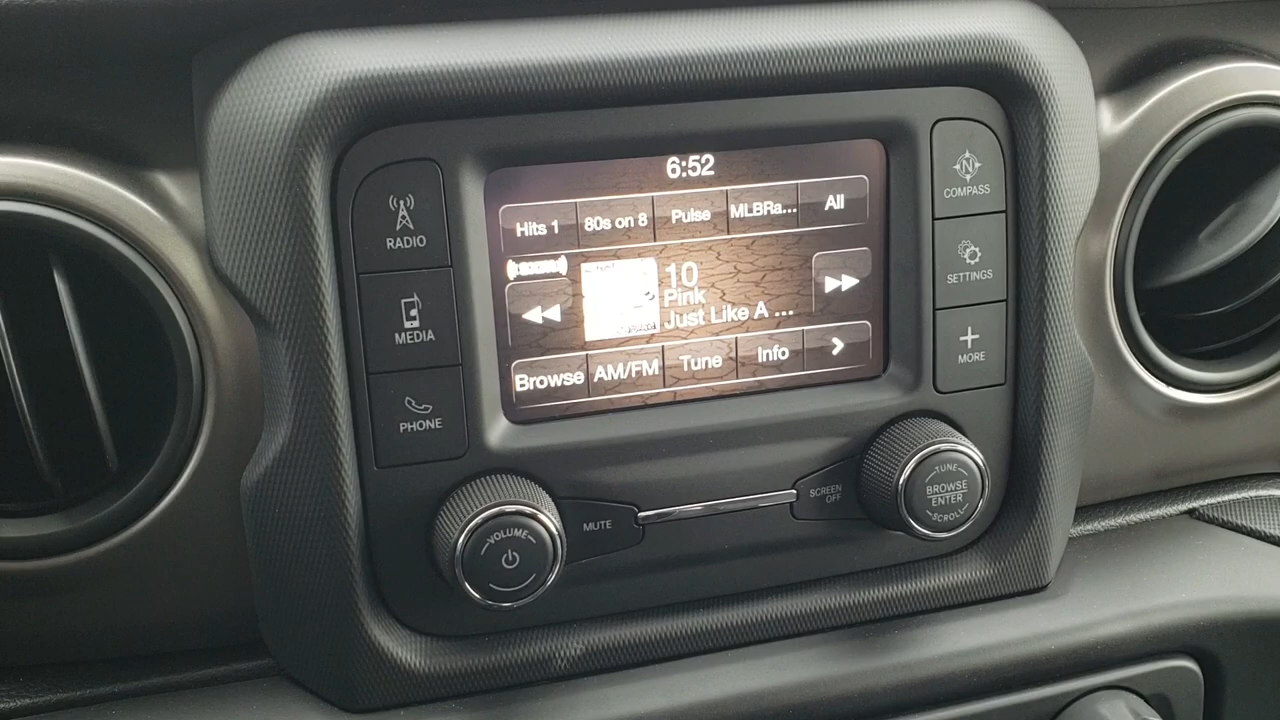 6:52
Hits 1
80s on 8
Pulse
MLBRa...
All
10
Pink
Just Like A ...
Browse
AM/FM
Tune
Info
RADIO
MEDIA
PHONE
N
COMPASS
SETTINGS
MORE
VOLUME
MUTE
SCREEN
OFF
TUNE
BROWSE
ENTER
SCROLL